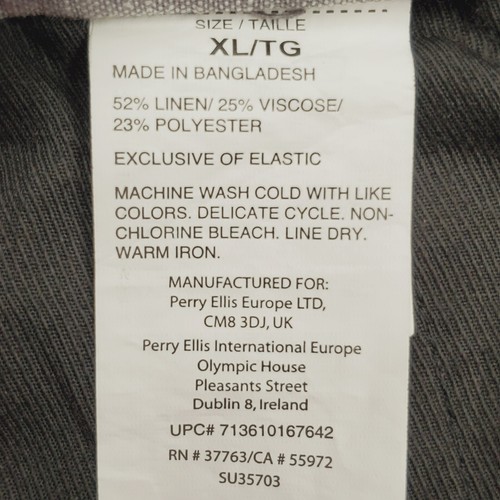 SIZE / TAILLE
XL/TG
MADE IN BANGLADESH
52% LINEN/ 25% VISCOSE/
23% POLYESTER
EXCLUSIVE OF ELASTIC
MACHINE WASH COLD WITH LIKE
COLORS. DELICATE CYCLE. NON-
CHLORINE BLEACH. LINE DRY.
WARM IRON.
MANUFACTURED FOR:
Perry Ellis Europe LTD,
CM8 3DJ, UK
Perry Ellis International Europe
Olympic House
Pleasants Street
Dublin 8, Ireland
UPC# 713610167642
RN # 37763/CA # 55972
SU35703